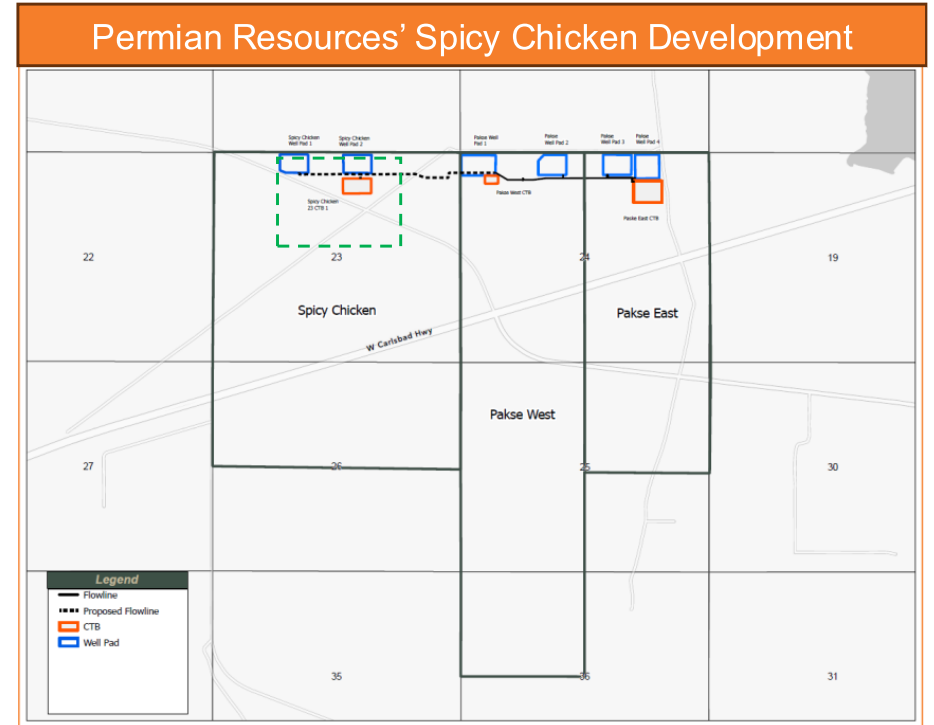 Permian Resources’ Spicy Chicken Development
Spicy Chicken
Well Pad 1
Spicy Chicken
Well Pad 2
Pakse Well
Pad 1
Pakse
Well Pad 2
Pakse
Well Pad 3
Pakse
Well Pad 4
Spicy Chicken
23 CTB 1
Pakse West CTB
Pakse East CTB
22
23
24
19
Spicy Chicken
Pakse East
W Carlsbad Hwy
Pakse West
27
26
25
30
Legend
Flowline
Proposed Flowline
CTB
Well Pad
35
36
31